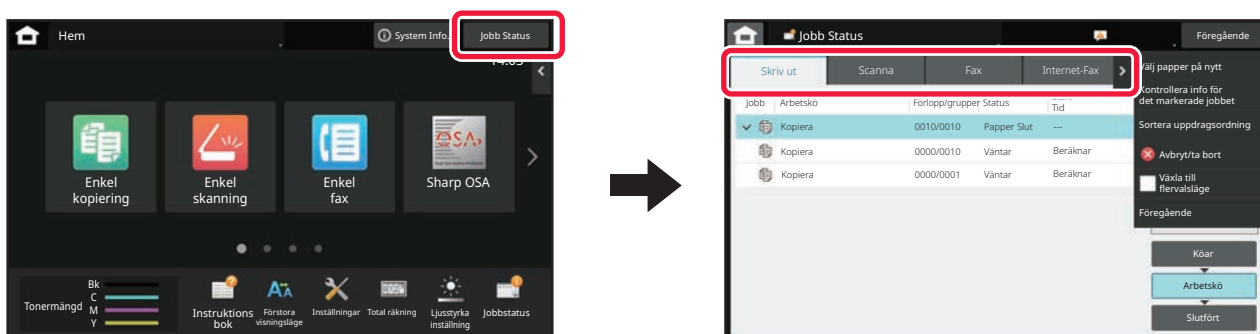 Hem
System Info.
Jobb Status
14:05
Enkel
kopiering
Enkel
skanning
Enkel
fax
OSA
Sharp OSA
Tonermängd
Bk
C
M
Y
Instruktions
bok
Förstora
visningsläge
Inställningar
Total räkning
Ljusstyrka
inställning
Jobbstatus
Jobb Status
Föregående
Skriv ut
Scanna
Fax
Internet-Fax
Välj papper på nytt
Kontrollera info för
det markerade jobbet
Sortera uppdragsordning
Avbryt/ta bort
Växla till
flervalsläge
Föregående
Jobb Arbetskö Förlopp/grupper Status Start Tid
Kopiera 0010/0010 Papper Slut ---
Kopiera 0000/0010 Väntar Beräknar
Kopiera 0000/0001 Väntar Beräknar
Köar
Arbetskö
Slutfört